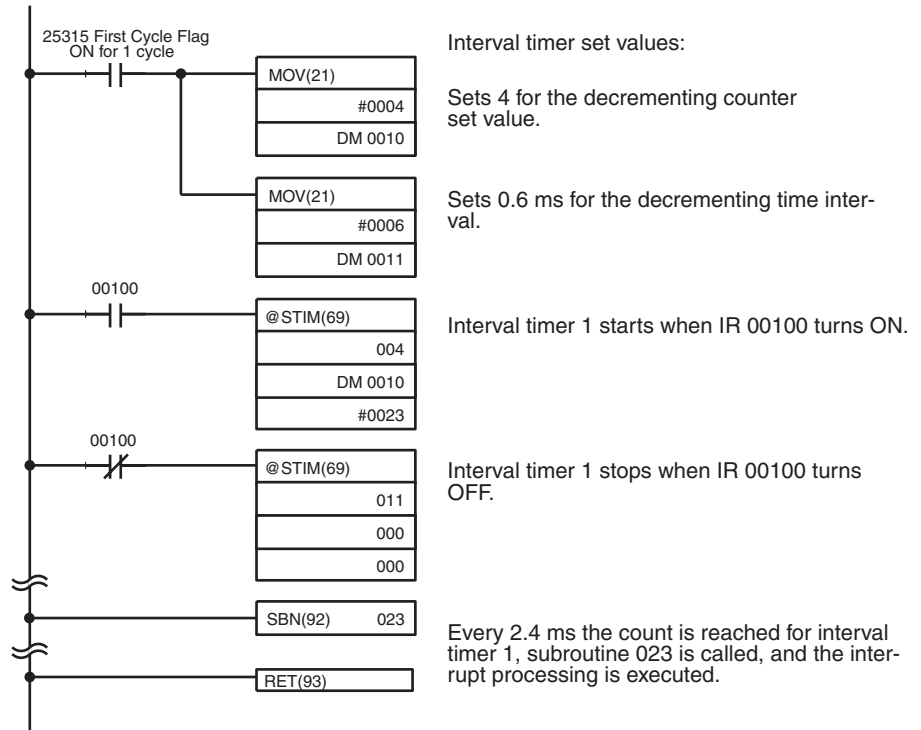 25315 First Cycle Flag
ON for 1 cycle
Interval timer set values:
MOV(21)
#0004
DM 0010
Sets 4 for the decrementing counter
set value.
MOV(21)
#0006
DM 0011
Sets 0.6 ms for the decrementing time inter-
val.
00100
@STIM(69)
004
DM 0010
#0023
Interval timer 1 starts when IR 00100 turns ON.
00100
@STIM(69)
011
000
000
Interval timer 1 stops when IR 00100 turns
OFF.
SBN(92) 023
Every 2.4 ms the count is reached for interval
timer 1, subroutine 023 is called, and the inter-
rupt processing is executed.
RET(93)